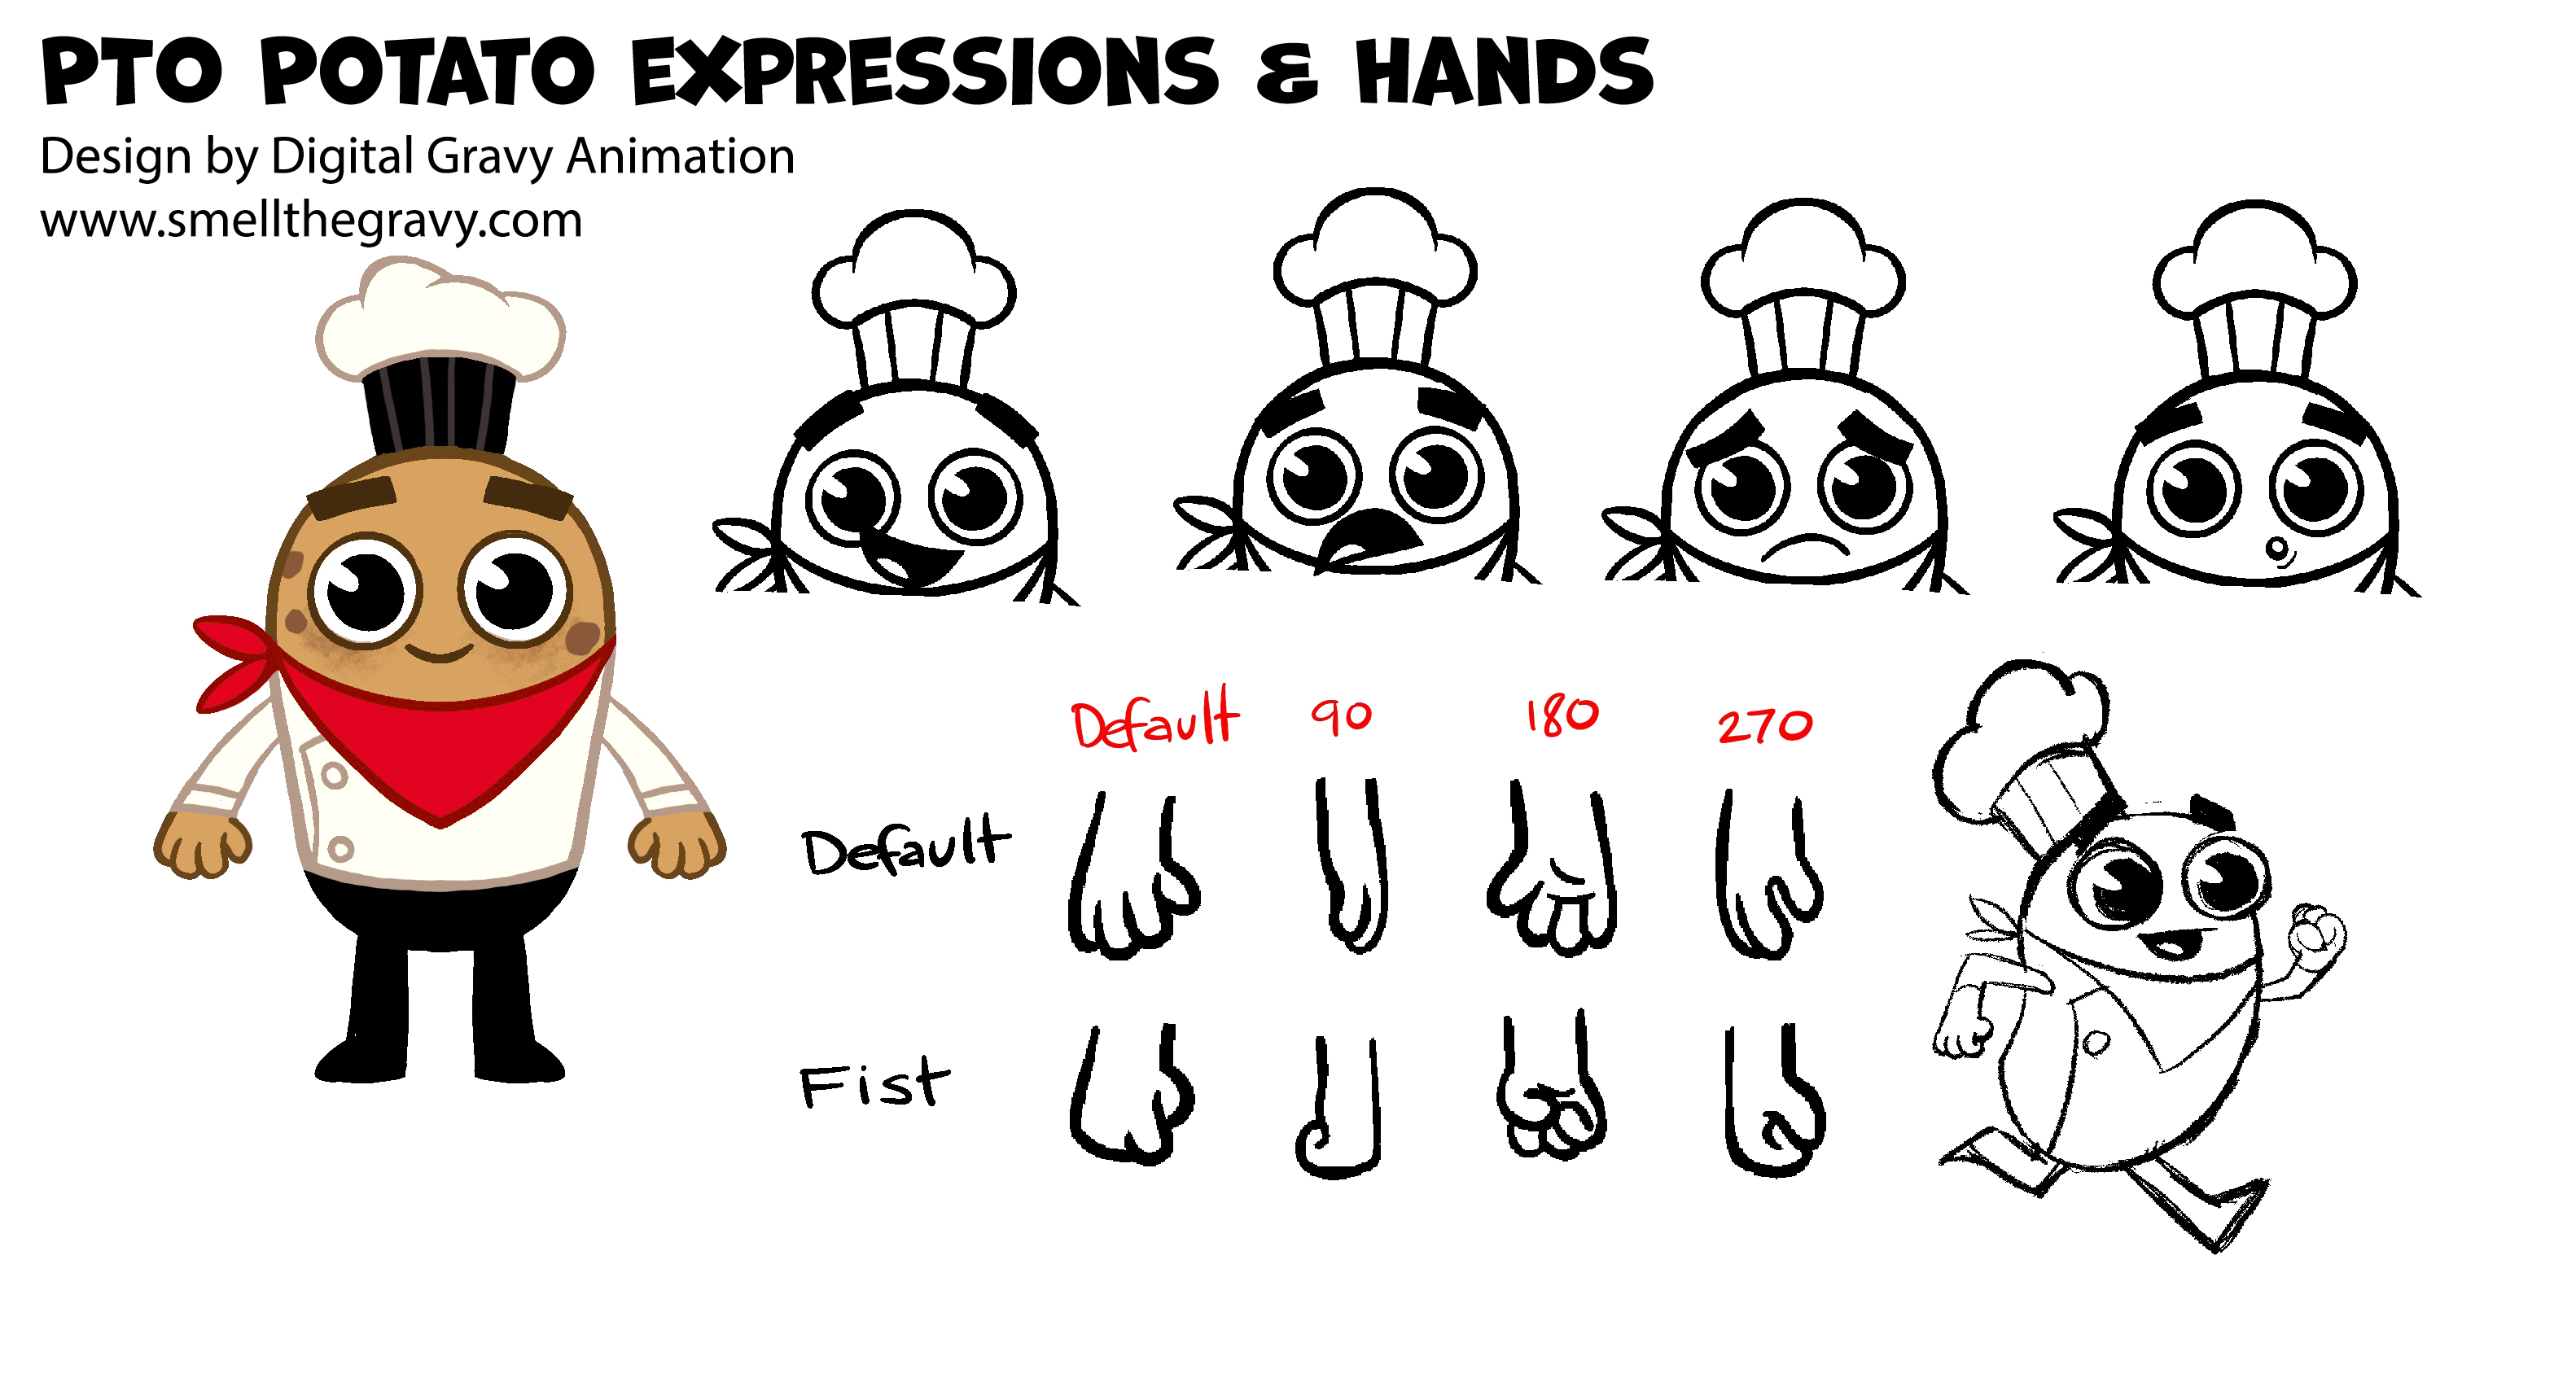 PTO POTATO EXPRESSIONS & HANDS
Design by Digital Gravy Animation
www.smellthegravy.com
Default 90 180 270
Default
Fist